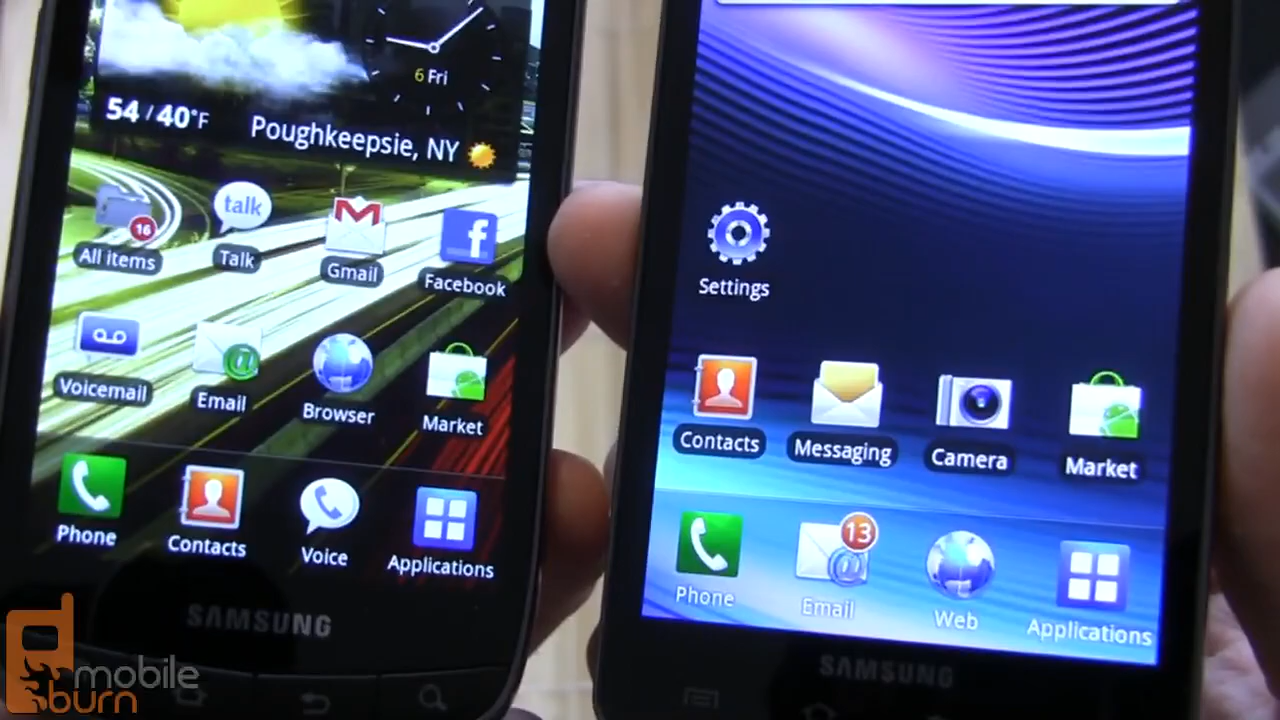 6 Fri
54 / 40°F
Poughkeepsie, NY
16
All items
talk
Talk
Gmail
f
Facebook
Voicemail
@
Email
Browser
Market
Phone
Contacts
Voice
Applications
SAMSUNG
Settings
Contacts
Messaging
Camera
Market
Phone
13
@
Email
Web
Applications
SAMSUNG
mobile
burn